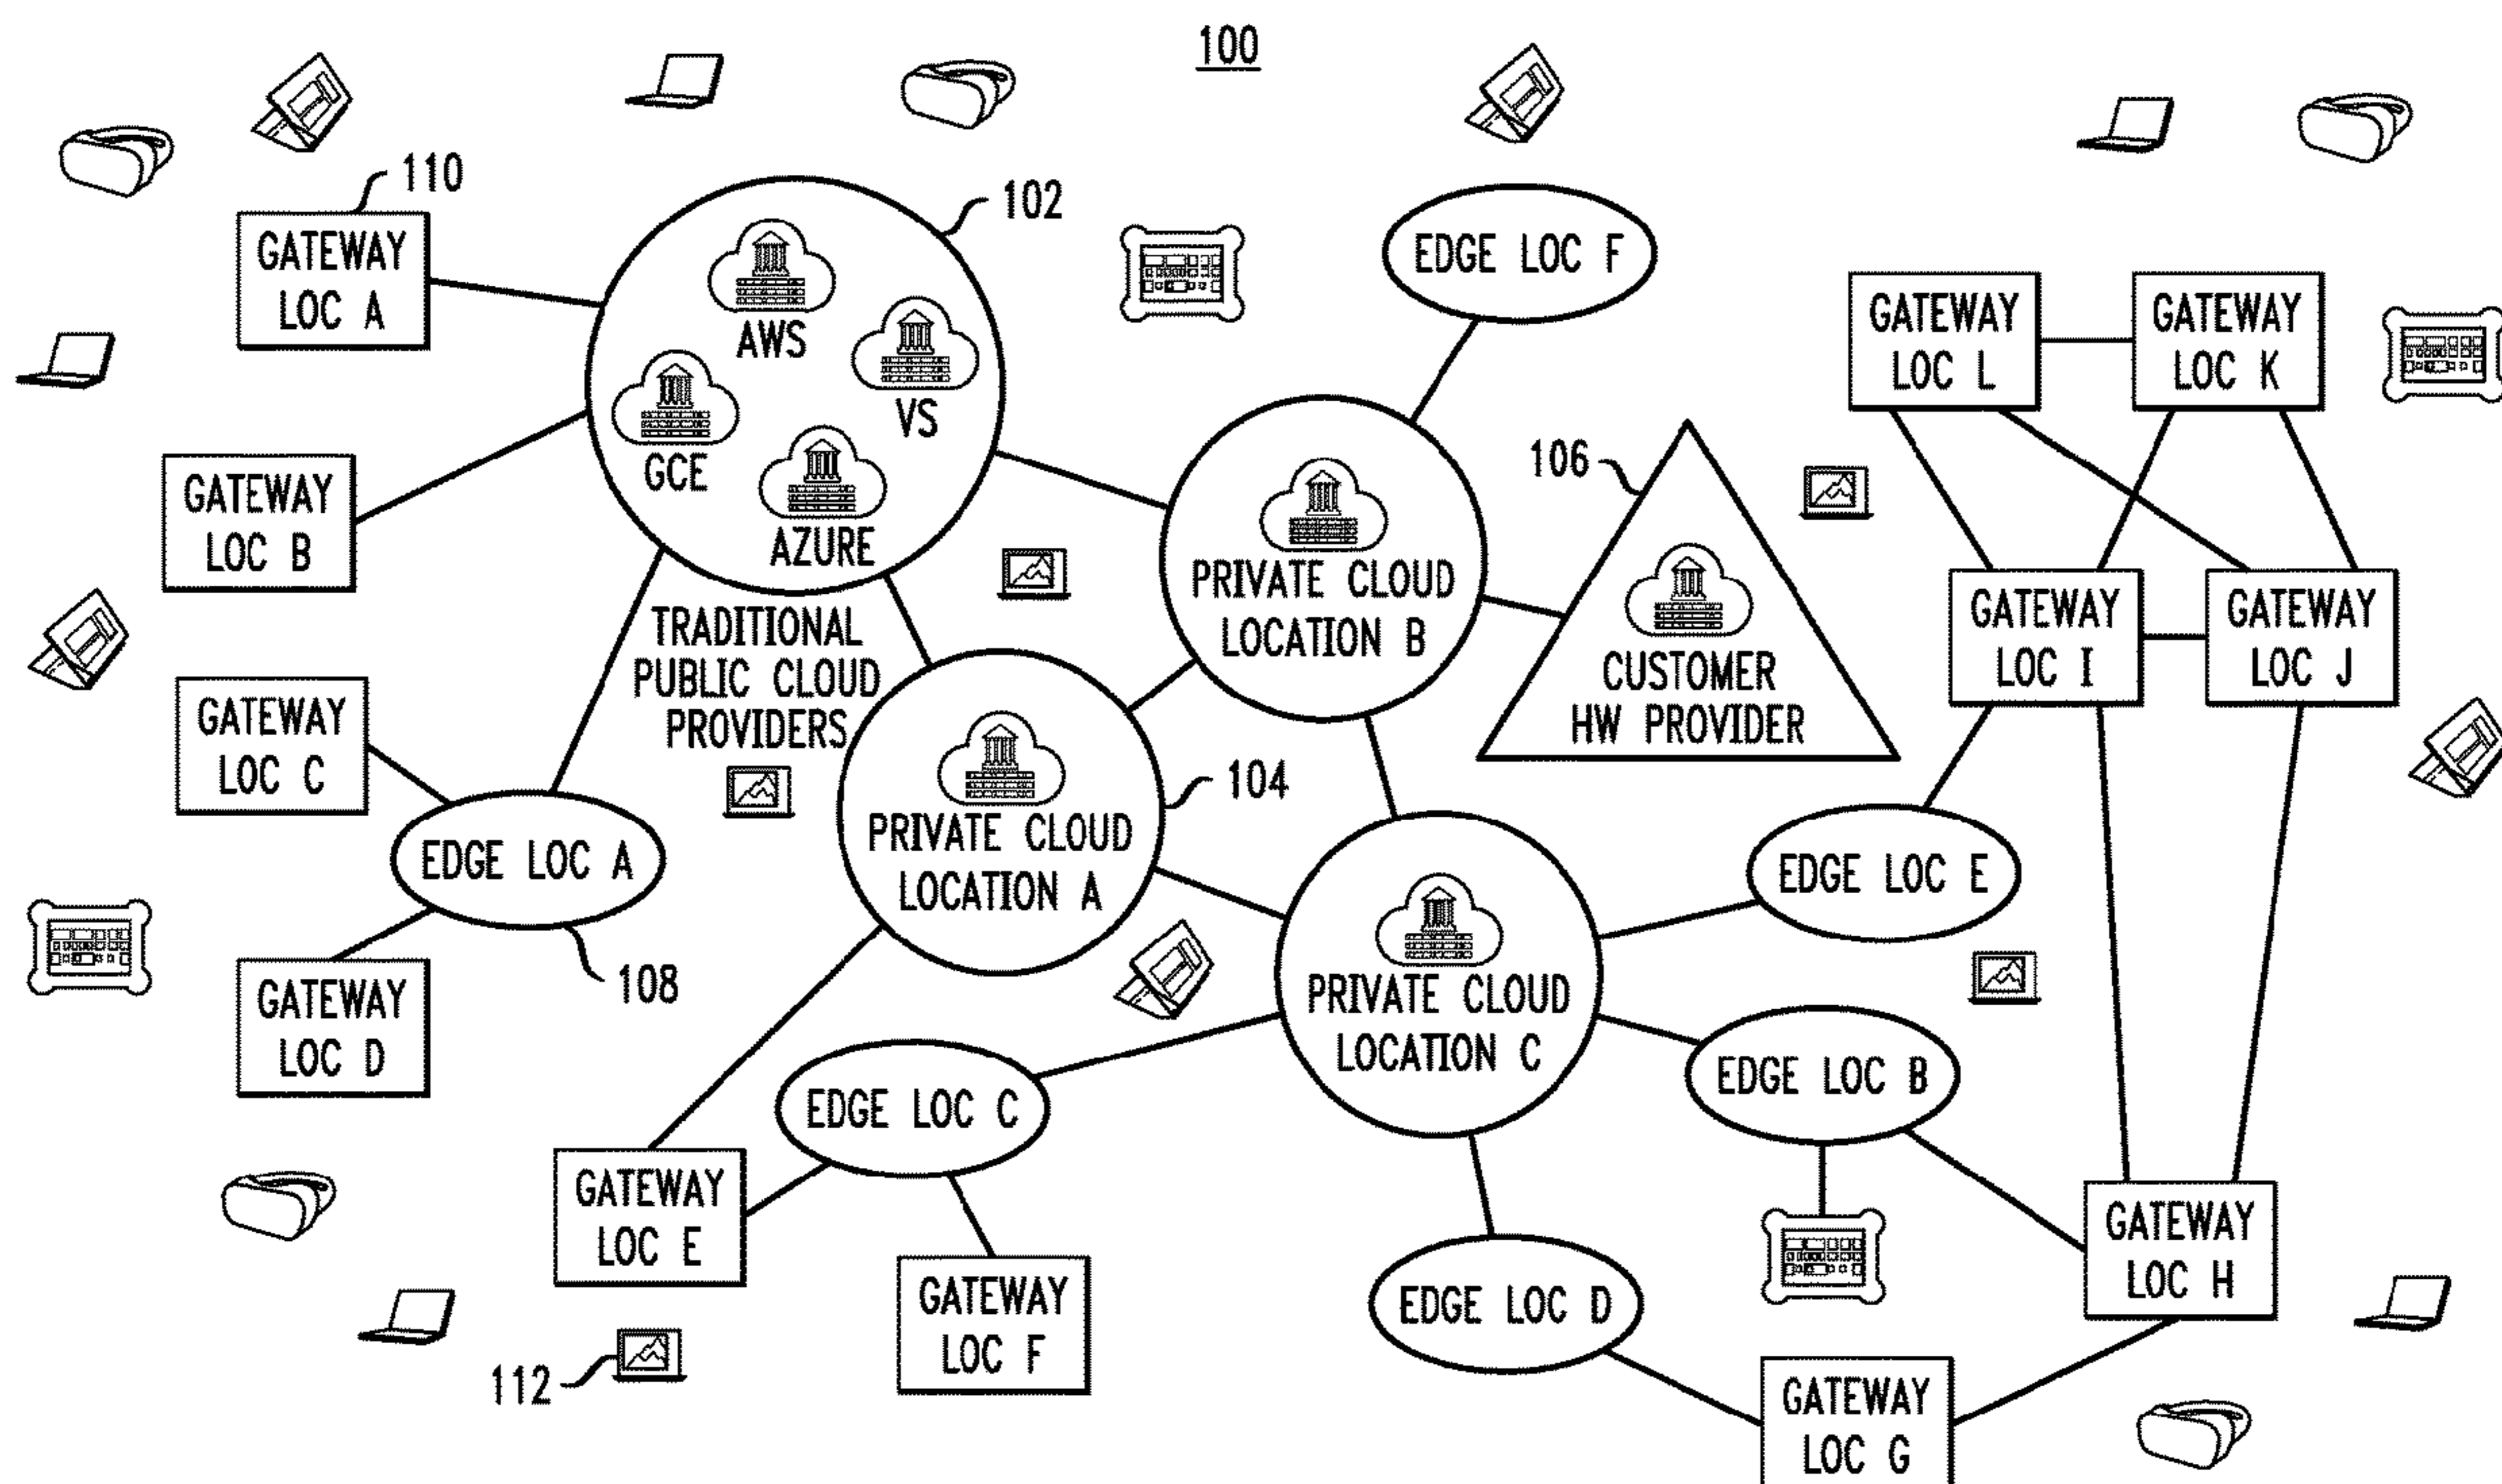 100
110
102
GATEWAY
LOC A
AWS
VS
GCE
AZURE
TRADITIONAL
PUBLIC CLOUD
PROVIDERS
EDGE LOC F
GATEWAY
LOC L
GATEWAY
LOC K
GATEWAY
LOC B
PRIVATE CLOUD
LOCATION B
106
CUSTOMER
HW PROVIDER
GATEWAY
LOC I
GATEWAY
LOC J
GATEWAY
LOC C
104
PRIVATE CLOUD
LOCATION A
EDGE LOC A
108
EDGE LOC E
GATEWAY
LOC D
PRIVATE CLOUD
LOCATION C
EDGE LOC C
EDGE LOC B
GATEWAY
LOC E
GATEWAY
LOC F
EDGE LOC D
GATEWAY
LOC H
112
GATEWAY
LOC G